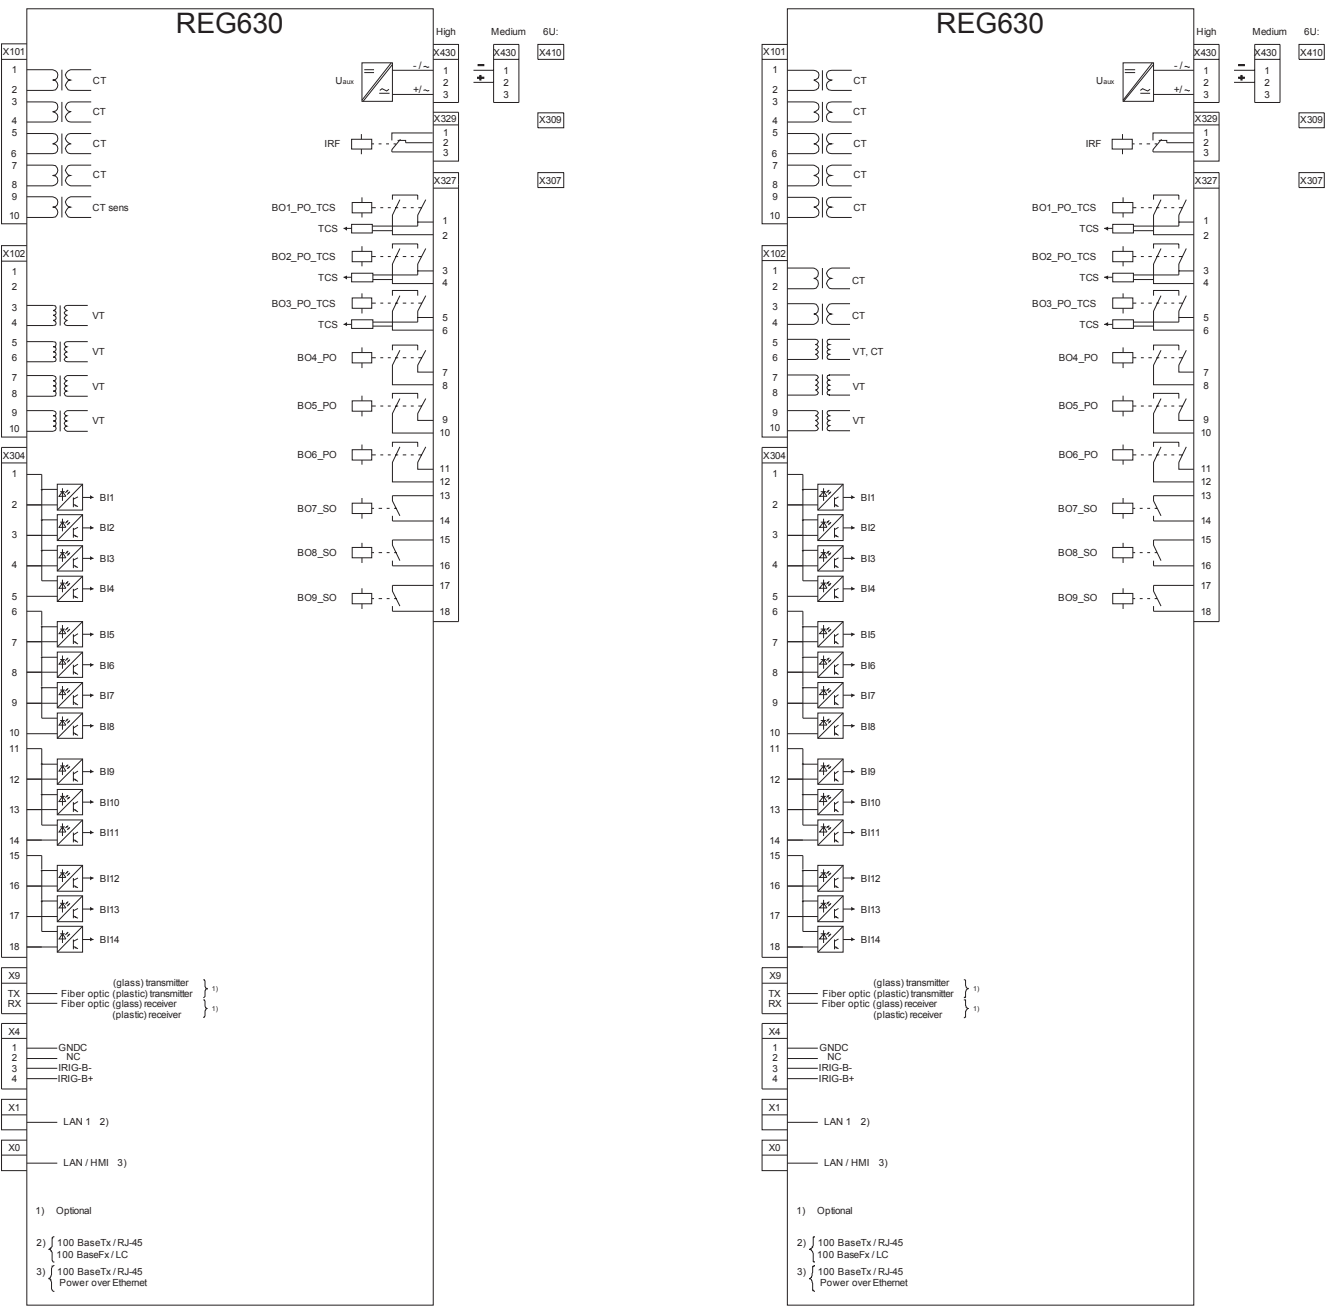 REG630
High Medium 6U:
X101 X430 X430 X410
1 CT Uaux - / ~ 1 - 1
2 2 + 2
+/ ~ 3 3
3 CT X329 X309
4 1
5 CT IRF 2
6 3
7 CT X327 X307
8
9 CT sens BO1_PO_TCS
10 TCS 1
2
X102 BO2_PO_TCS
1 TCS 3
2 4
3 VT BO3_PO_TCS 5
4 TCS 6
5 VT BO4_PO
6 7
7 VT 8
8 BO5_PO
9 VT 9
10 10
X304 BO6_PO 11
1 12
BI1 13
2 BO7_SO
BI2 14
3 15
BI3 BO8_SO
4 16
BI4 17
5 BO9_SO
6 18
BI5
7
BI6
8
BI7
9
BI8
10
11
BI9
12
BI10
13
BI11
14
15
BI12
16
BI13
17
BI14
18
X9 (glass) transmitter
TX Fiber optic (plastic) transmitter } 1)
RX Fiber optic (glass) receiver
(plastic) receiver } 1)
X4
1 GNDC
2 NC
3 IRIG-B-
4 IRIG-B+
X1
LAN 1 2)
X0
LAN / HMI 3)
1) Optional
2) { 100 BaseTx / RJ-45
100 BaseFx / LC
3) { 100 BaseTx / RJ-45
Power over Ethernet
REG630
High Medium 6U:
X101 X430 X430 X410
1 CT Uaux - / ~ 1 - 1
2 2 + 2
+/ ~ 3 3
3 CT X329 X309
4 1
5 CT IRF 2
6 3
7 CT X327 X307
8
9 CT BO1_PO_TCS
10 TCS 1
2
X102 BO2_PO_TCS
1 CT TCS 3
2 4
3 CT BO3_PO_TCS 5
4 TCS 6
5 VT, CT BO4_PO
6 7
7 VT 8
8 BO5_PO
9 VT 9
10 10
X304 BO6_PO 11
1 12
BI1 13
2 BO7_SO
BI2 14
3 15
BI3 BO8_SO
4 16
BI4 17
5 BO9_SO
6 18
BI5
7
BI6
8
BI7
9
BI8
10
11
BI9
12
BI10
13
BI11
14
15
BI12
16
BI13
17
BI14
18
X9 (glass) transmitter
TX Fiber optic (plastic) transmitter } 1)
RX Fiber optic (glass) receiver
(plastic) receiver } 1)
X4
1 GNDC
2 NC
3 IRIG-B-
4 IRIG-B+
X1
LAN 1 2)
X0
LAN / HMI 3)
1) Optional
2) { 100 BaseTx / RJ-45
100 BaseFx / LC
3) { 100 BaseTx / RJ-45
Power over Ethernet